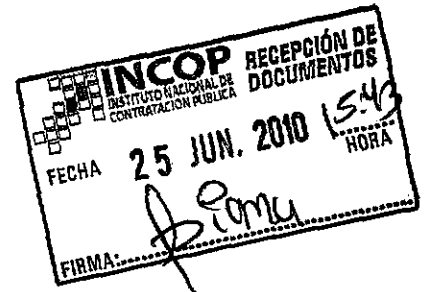 INCOP
INSTITUTO NACIONAL DE
CONTRATACIÓN PÚBLICA
RECEPCIÓN DE
DOCUMENTOS
FECHA 25 JUN. 2010 15:43
HORA
FIRMA: